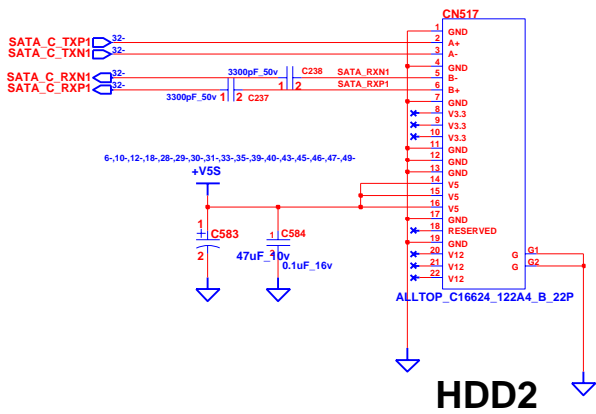 CN517
SATA_C_TXP1 32- 2 A+
SATA_C_TXN1 32- 3 A-
1 GND
4 GND
SATA_C_RXN1 32- 3300pF_50v 1 2 C238 SATA_RXN1 5 B-
SATA_C_RXP1 32- 3300pF_50v 1 2 C237 SATA_RXP1 6 B+
7 GND
8 V3.3
9 V3.3
10 V3.3
11 GND
12 GND
13 GND
14 V5
15 V5
16 V5
17 GND
18 RESERVED
19 GND
20 V12
21 V12
22 V12
G G1
G G2
6-,10-,12-,18-,28-,29-,30-,31-,33-,35-,39-,40-,43-,45-,46-,47-,49-
+V5S
1 + C583
2 47uF_10v
1 C584
2 0.1uF_16v
ALLTOP_C16624_122A4_B_22P
HDD2